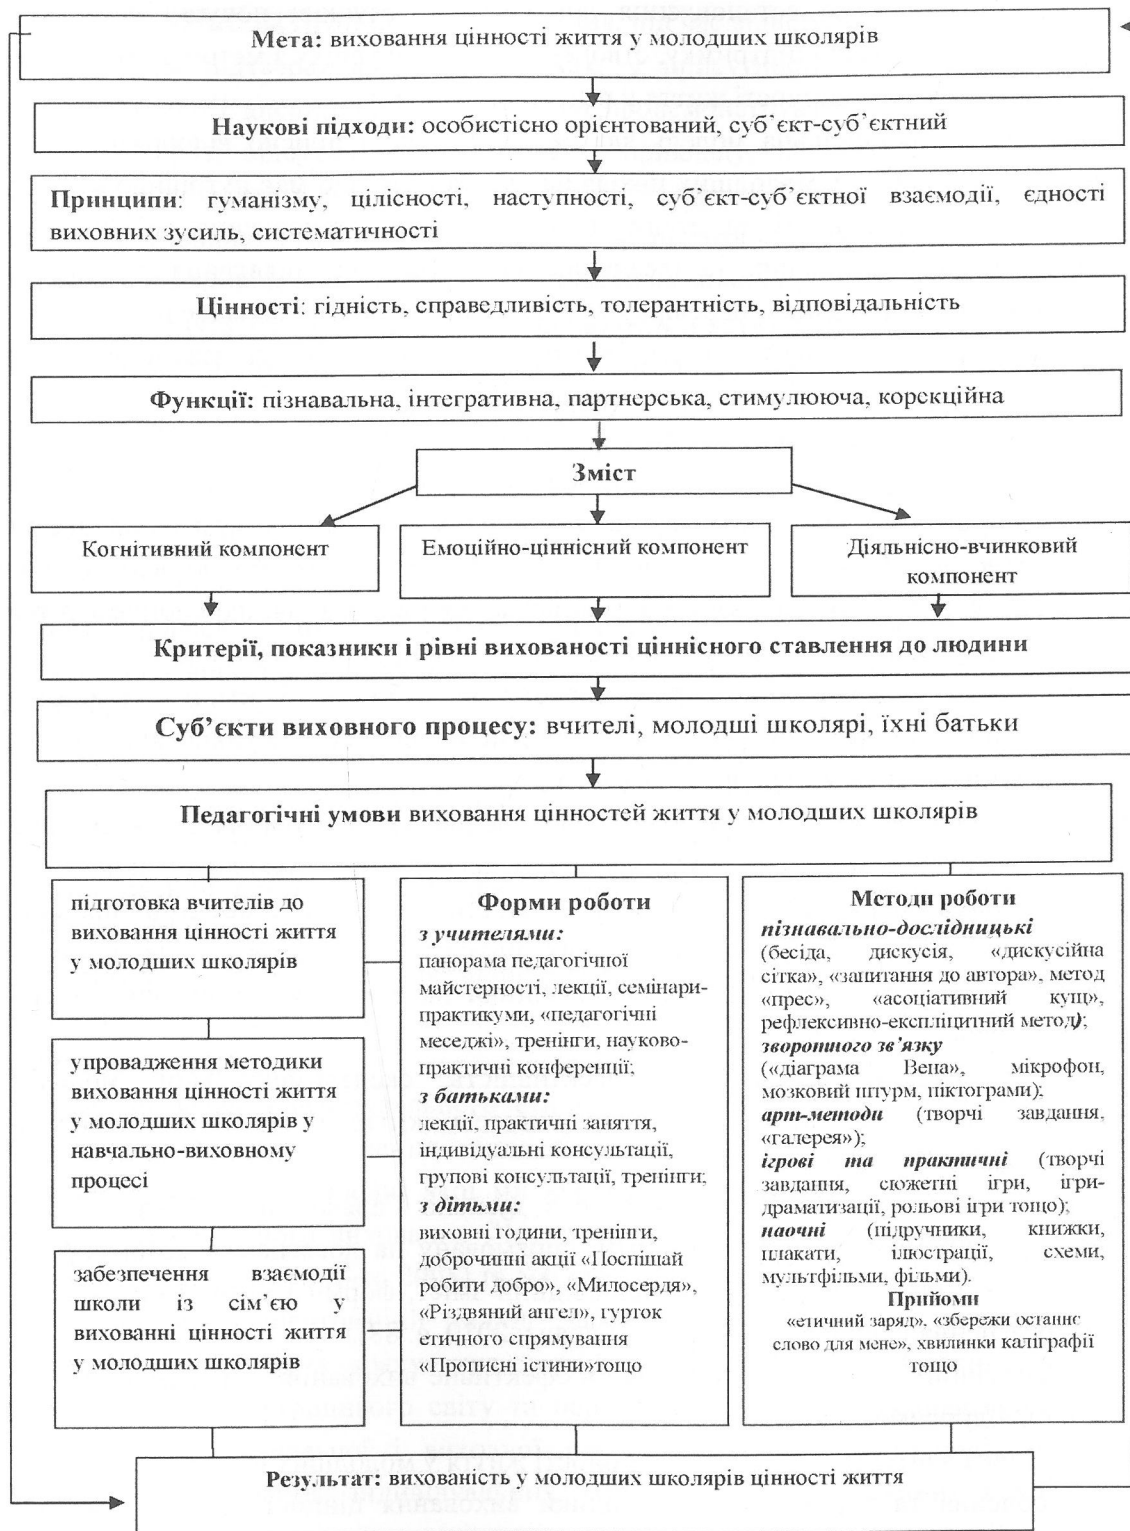 Мета: виховання цінності життя у молодших школярів
Наукові підходи: особистісно орієнтований, суб'єкт-суб'єктний
Принципи: гуманізму, цілісності, наступності, суб'єкт-суб'єктної взаємодії, єдності
виховних зусиль, систематичності
Цінності: гідність, справедливість, толерантність, відповідальність
Функції: пізнавальна, інтегративна, партнерська, стимулююча, корекційна
Зміст
Когнітивний компонент
Емоційно-ціннісний компонент
Діяльнісно-вчинковий
компонент
Критерії, показники і рівні вихованості ціннісного ставлення до людини
Суб'єкти виховного процесу: вчителі, молодші школярі, їхні батьки
Педагогічні умови виховання цінностей життя у молодших школярів
підготовка вчителів до
виховання цінності життя
у молодших школярів
упровадження методики
виховання цінності життя
у молодших школярів у
навчально-виховному
процесі
забезпечення взаємодії
школи із сім'єю у
вихованні цінності життя
у молодших школярів
Форми роботи
з учителями:
панорама педагогічної
майстерності, лекції, семінари-
практикуми, «педагогічні
меседжі», тренінги, науково-
практичні конференції;
з батьками:
лекції, практичні заняття,
індивідуальні консультації,
групові консультації, тренінги;
з дітьми:
виховні години, тренінги,
доброчинні акції «Поспішай
робити добро», «Милосердя»,
«Різдвяний ангел», гурток
етичного спрямування
«Прописні істини»тощо
Методи роботи
пізнавально-дослідницькі
(бесіда, дискусія, «дискусійна
сітка», «запитання до автора», метод
«прес», «асоціативний кущ»,
рефлексивно-експліцитний метод);
зворотного зв'язку
(«діаграма Вена», мікрофон,
мозковий штурм, піктограми);
арт-методи (творчі завдання,
«галерея»);
ігрові та практичні (творчі
завдання, сюжетні ігри, ігри-
драматизації, рольові ігри тощо);
наочні (підручники, книжки,
плакати, ілюстрації, схеми,
мультфільми, фільми).
Прийоми
«етичний заряд», «збережи останнє
слово для мене», хвилинки каліграфії
тощо
Результат: вихованість у молодших школярів цінності життя